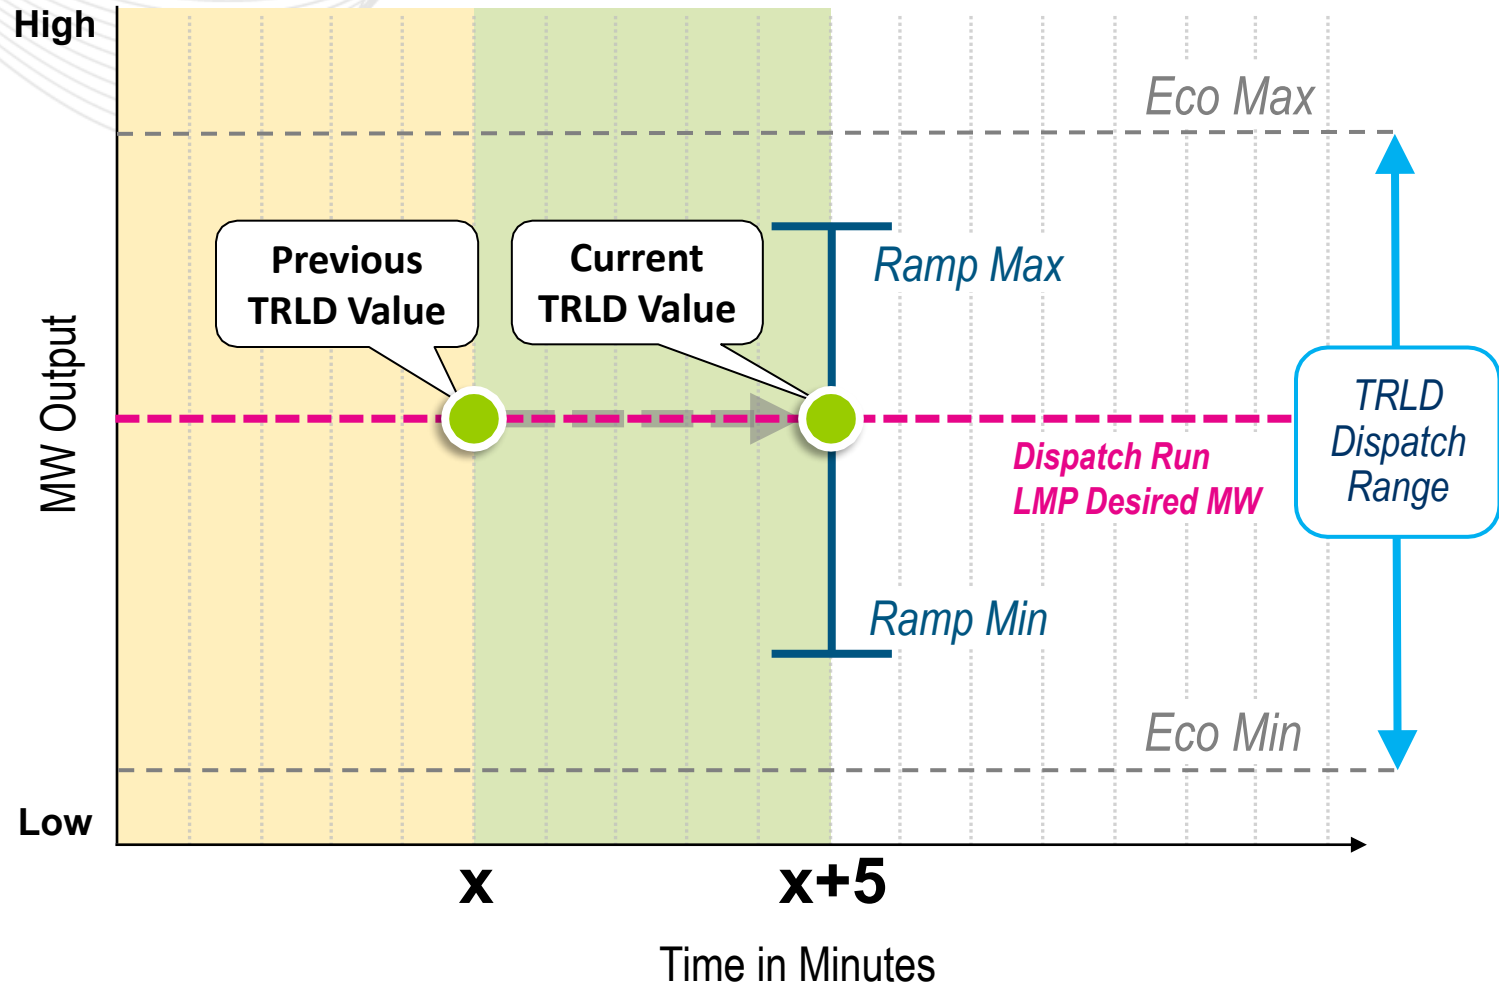 High
Eco Max
Previous
TRLD Value
Current
TRLD Value
Ramp Max
MW Output
TRLD
Dispatch
Range
Dispatch Run
LMP Desired MW
Ramp Min
Eco Min
Low
x
x+5
Time in Minutes